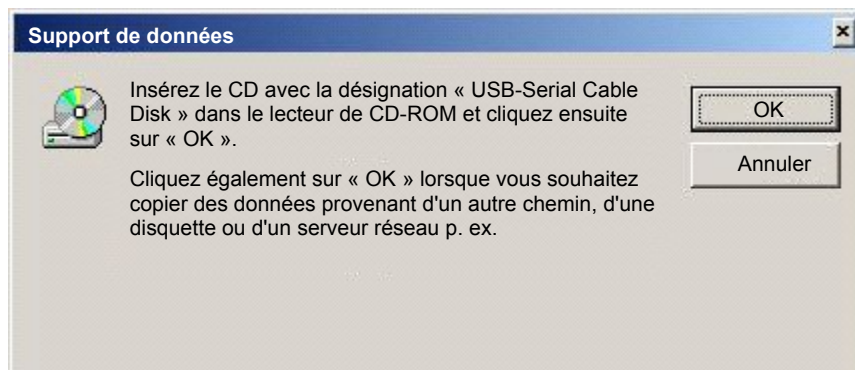 Support de données
Insérez le CD avec la désignation « USB-Serial Cable
Disk » dans le lecteur de CD-ROM et cliquez ensuite
sur « OK ».
Cliquez également sur « OK » lorsque vous souhaitez
copier des données provenant d'un autre chemin, d'une
disquette ou d'un serveur réseau p. ex.
OK
Annuler